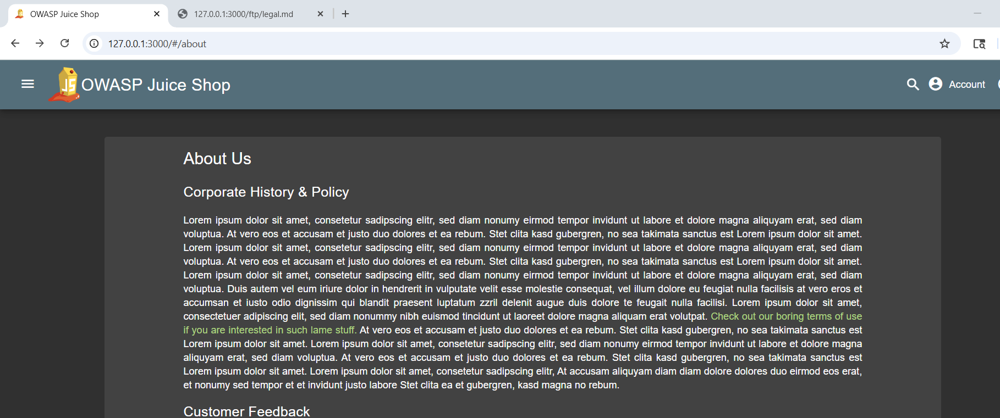 OWASP Juice Shop
127.0.0.1:3000/ftp/legal.md
127.0.0.1:3000/#/about
JS
OWASP Juice Shop
Account
About Us
Corporate History & Policy
Lorem ipsum dolor sit amet, consetetur sadipscing elitr, sed diam nonumy eirmod tempor invidunt ut labore et dolore magna aliquyam erat, sed diam
voluptua. At vero eos et accusam et justo duo dolores et ea rebum. Stet clita kasd gubergren, no sea takimata sanctus est Lorem ipsum dolor sit amet.
Lorem ipsum dolor sit amet, consetetur sadipscing elitr, sed diam nonumy eirmod tempor invidunt ut labore et dolore magna aliquyam erat, sed diam
voluptua. At vero eos et accusam et justo duo dolores et ea rebum. Stet clita kasd gubergren, no sea takimata sanctus est Lorem ipsum dolor sit amet.
Lorem ipsum dolor sit amet, consetetur sadipscing elitr, sed diam nonumy eirmod tempor invidunt ut labore et dolore magna aliquyam erat, sed diam
voluptua. Duis autem vel eum iriure dolor in hendrerit in vulputate velit esse molestie consequat, vel illum dolore eu feugiat nulla facilisis at vero eros et
accumsan et iusto odio dignissim qui blandit praesent luptatum zzril delenit augue duis dolore te feugait nulla facilisi. Lorem ipsum dolor sit amet,
consectetuer adipiscing elit, sed diam nonummy nibh euismod tincidunt ut laoreet dolore magna aliquam erat volutpat. Check out our boring terms of use
if you are interested in such lame stuff. At vero eos et accusam et justo duo dolores et ea rebum. Stet clita kasd gubergren, no sea takimata sanctus est
Lorem ipsum dolor sit amet. Lorem ipsum dolor sit amet, consetetur sadipscing elitr, sed diam nonumy eirmod tempor invidunt ut labore et dolore magna
aliquyam erat, sed diam voluptua. At vero eos et accusam et justo duo dolores et ea rebum. Stet clita kasd gubergren, no sea takimata sanctus est
Lorem ipsum dolor sit amet. Lorem ipsum dolor sit amet, consetetur sadipscing elitr, At accusam aliquyam diam diam dolore dolores duo eirmod eos erat,
et nonumy sed tempor et et invidunt justo labore Stet clita ea et gubergren, kasd magna no rebum.
Customer Feedback